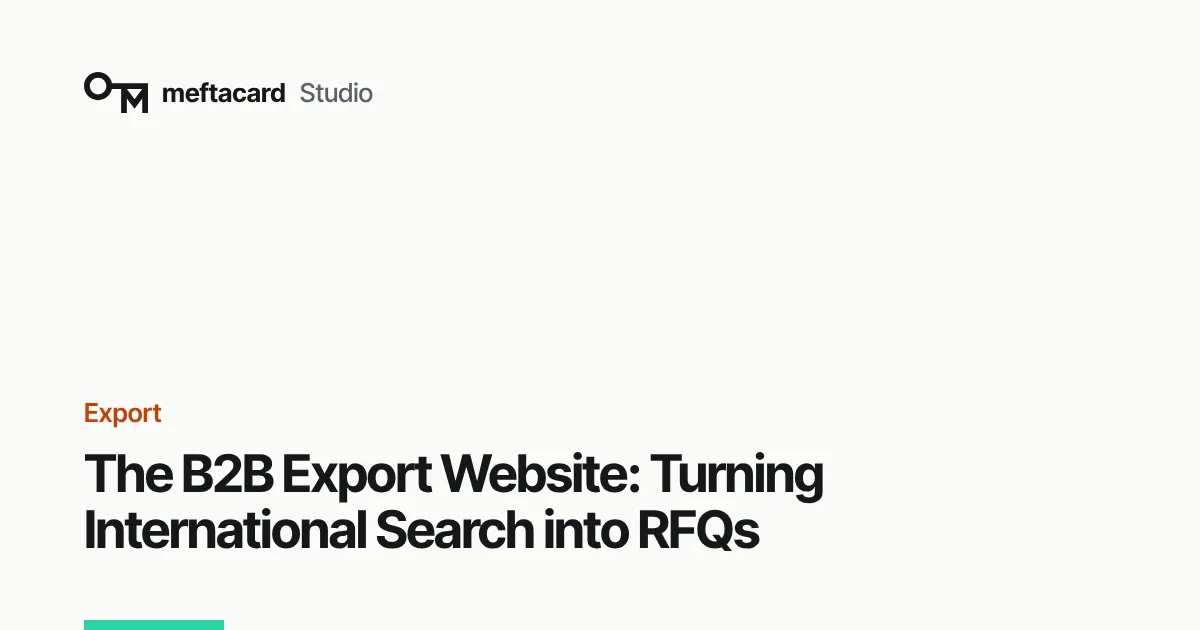 meftacard Studio
Export
The B2B Export Website: Turning
International Search into RFQs